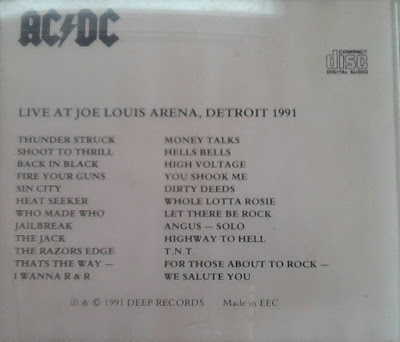 AC⚡DC
COMPACT
disc
DIGITAL AUDIO
LIVE AT JOE LOUIS ARENA, DETROIT 1991
THUNDER STRUCK
SHOOT TO THRILL
BACK IN BLACK
FIRE YOUR GUNS
SIN CITY
HEAT SEEKER
WHO MADE WHO
JAILBREAK
THE JACK
THE RAZORS EDGE
THATS THE WAY —
I WANNA R & R
MONEY TALKS
HELLS BELLS
HIGH VOLTAGE
YOU SHOOK ME
DIRTY DEEDS
WHOLE LOTTA ROSIE
LET THERE BE ROCK
ANGUS — SOLO
HIGHWAY TO HELL
T.N.T.
FOR THOSE ABOUT TO ROCK —
WE SALUTE YOU
℗ & © 1991 DEEP RECORDS Made in EEC